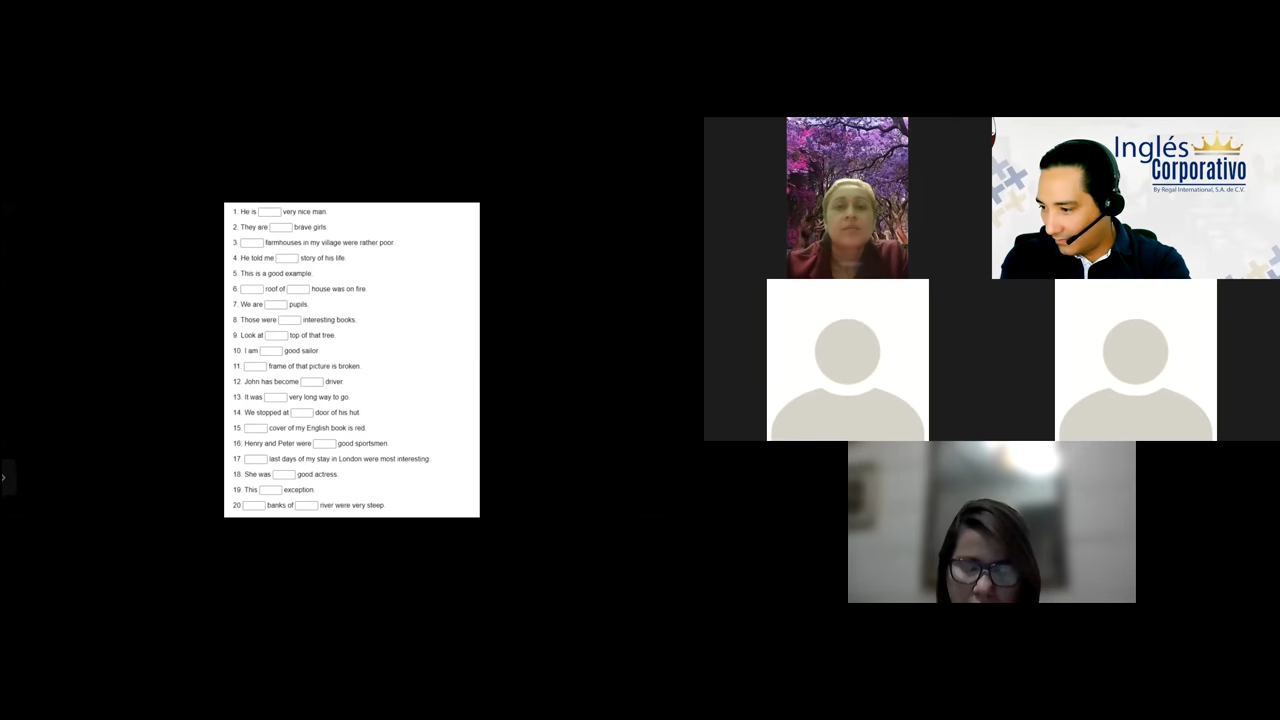 1. He is very nice man.
2. They are brave girls.
3. farmhouses in my village were rather poor.
4. He told me story of his life.
5. This is a good example.
6. roof of house was on fire.
7. We are pupils.
8. Those were interesting books.
9. Look at top of that tree.
10. I am good sailor.
11. frame of that picture is broken.
12. John has become driver.
13. It was very long way to go.
14. We stopped at door of his hut.
15. cover of my English book is red.
16. Henry and Peter were good sportsmen.
17. last days of my stay in London were most interesting.
18. She was good actress.
19. This exception.
20 banks of river were very steep.
Inglés
Corporativo
By Regal International, S.A. de C.V.